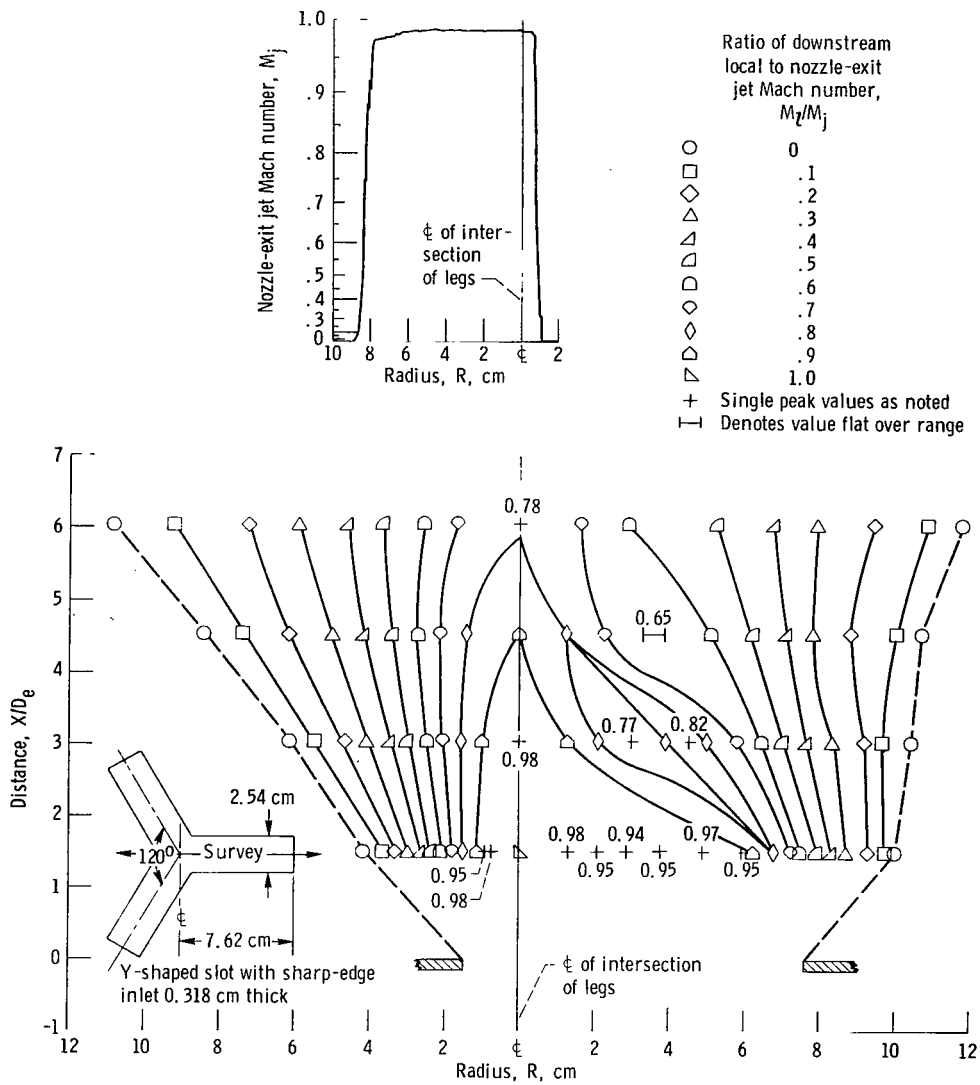 Nozzle-exit jet Mach number, Mj
1.0
.9
.8
.7
.6
.5
.4
.3
0
℄ of inter-
section
of legs
10 8 6 4 2 ℄ 2
Radius, R, cm
Ratio of downstream
local to nozzle-exit
jet Mach number,
Ml/Mj
0
.1
.2
.3
.4
.5
.6
.7
.8
.9
1.0
+ Single peak values as noted
Denotes value flat over range
Distance, X/De
7
6
5
4
3
2
1
0
-1
0.78
0.65
0.77
0.82
0.98
0.98 0.94 0.97
0.95 0.95 0.95 0.95
0.98
2.54 cm
120°
Survey
℄
7.62 cm
Y-shaped slot with sharp-edge
inlet 0.318 cm thick
℄ of intersection
of legs
12 10 8 6 4 2 ℄ 2 4 6 8 10 12
Radius, R, cm